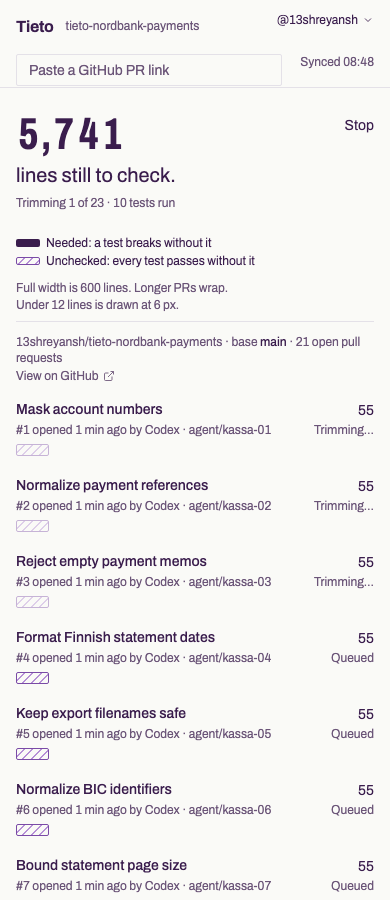 Tieto tieto-nordbank-payments @13shreyansh
Paste a GitHub PR link Synced 08:48
5,741 Stop
lines still to check.
Trimming 1 of 23 · 10 tests run
Needed: a test breaks without it
Unchecked: every test passes without it
Full width is 600 lines. Longer PRs wrap.
Under 12 lines is drawn at 6 px.
13shreyansh/tieto-nordbank-payments · base main · 21 open pull
requests
View on GitHub
Mask account numbers 55
#1 opened 1 min ago by Codex · agent/kassa-01 Trimming...
Normalize payment references 55
#2 opened 1 min ago by Codex · agent/kassa-02 Trimming...
Reject empty payment memos 55
#3 opened 1 min ago by Codex · agent/kassa-03 Trimming...
Format Finnish statement dates 55
#4 opened 1 min ago by Codex · agent/kassa-04 Queued
Keep export filenames safe 55
#5 opened 1 min ago by Codex · agent/kassa-05 Queued
Normalize BIC identifiers 55
#6 opened 1 min ago by Codex · agent/kassa-06 Queued
Bound statement page size 55
#7 opened 1 min ago by Codex · agent/kassa-07 Queued